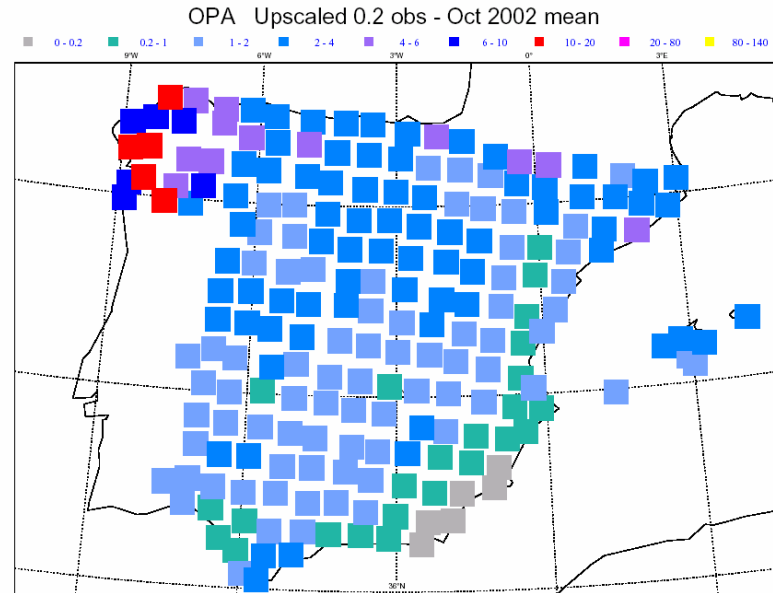 OPA Upscaled 0.2 obs - Oct 2002 mean
0 - 0.2 0.2 - 1 1 - 2 2 - 4 4 - 6 6 - 10 10 - 20 20 - 80 80 - 140
9°W 6°W 3°W 0° 3°E
36°N